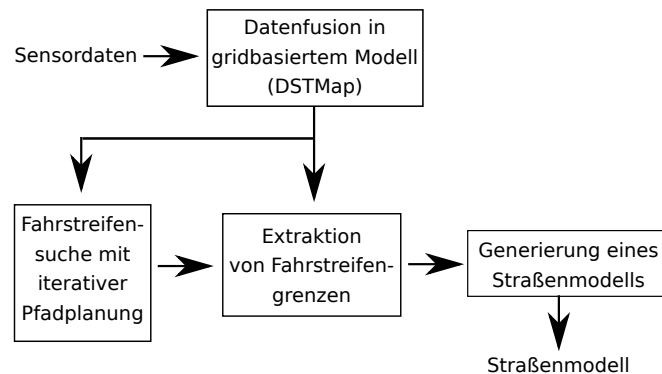 Sensordaten
Datenfusion in
gridbasiertem Modell
(DSTMap)
Fahrstreifen-
suche mit
iterativer
Pfadplanung
Extraktion
von Fahrstreifen-
grenzen
Generierung eines
Straßenmodells
Straßenmodell